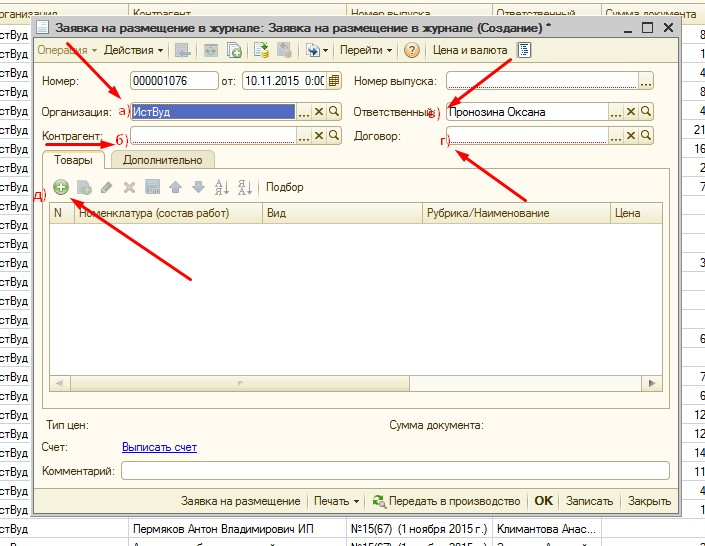 Организация Контрагент Номер выпуска Ответственный Сумма документа
Заявка на размещение в журнале: Заявка на размещение в журнале (Создание) *
Операция Действия Перейти Цена и валюта
Номер: 000001076 от: 10.11.2015 0:00 Номер выпуска: ...
Организация: а) ИстВуд ... Ответственный: в) Пронозина Оксана ...
Контрагент: б) ... Договор: г) ...
Товары Дополнительно
д) Подбор
N Номенклатура (состав работ) Вид Рубрика/Наименование Цена
Тип цен: Сумма документа:
Счет: Выписать счет
Комментарий:
Заявка на размещение Печать Передать в производство OK Записать Закрыть
стВуд Пермяков Антон Владимирович ИП №15(67) (1 ноября 2015 г.) Климантова Анас...